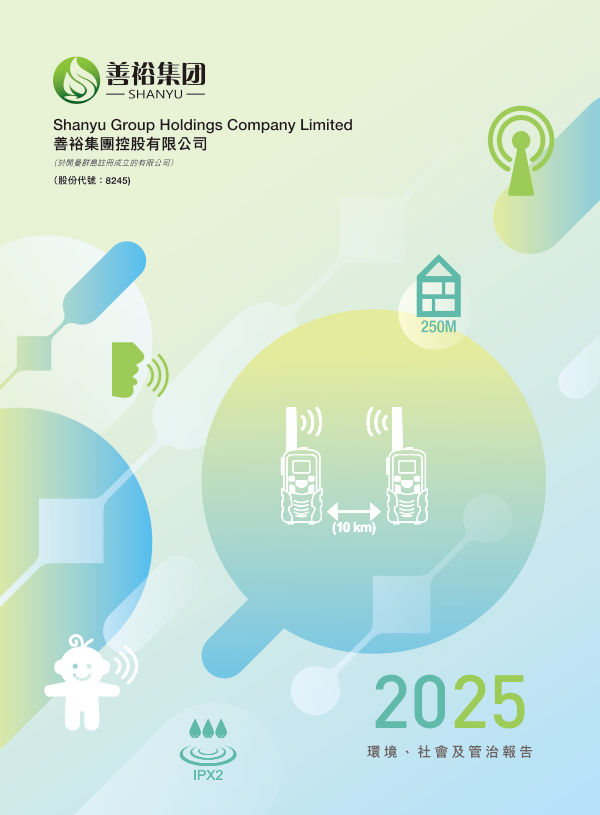 善裕集团
SHANYU
Shanyu Group Holdings Company Limited
善裕集團控股有限公司
（於開曼群島註冊成立的有限公司）
（股份代號：8245）
250M
(10 km)
2025
環境、社會及管治報告
IPX2